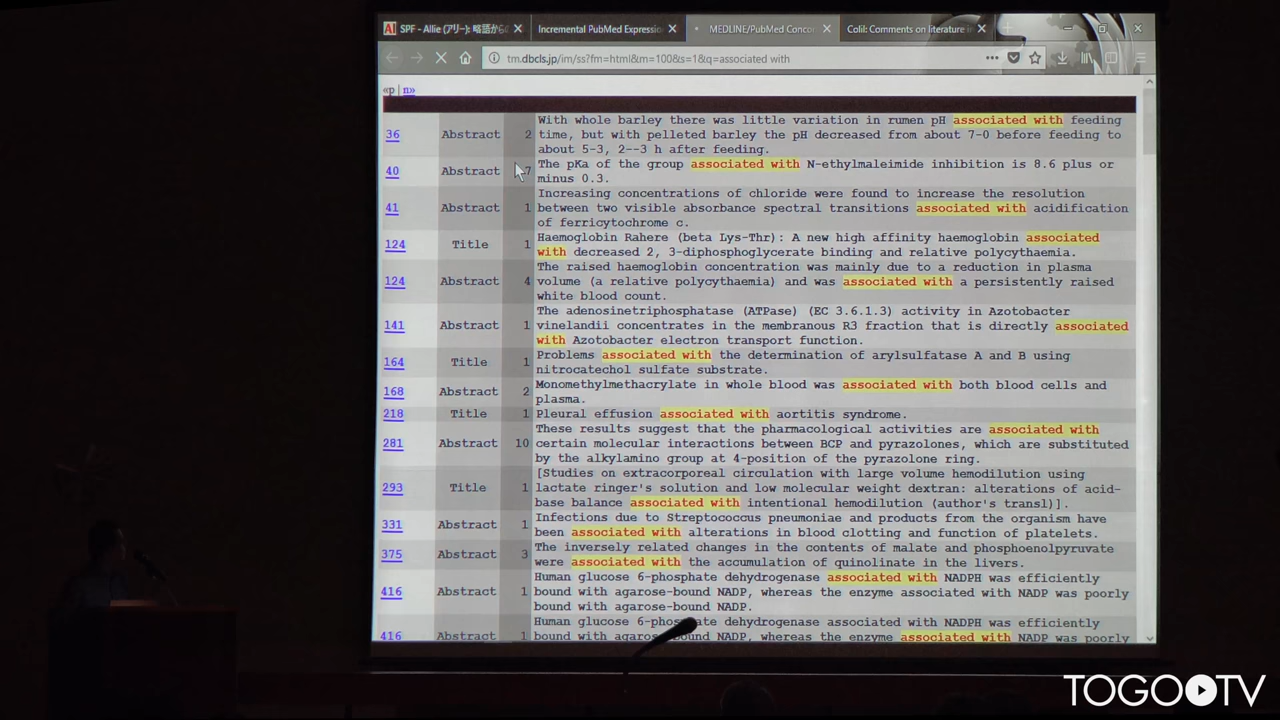 SPF - Allie (アリー): 略語から
Incremental PubMed Expressio
MEDLINE/PubMed Conco
Colil: Comments on literature in
tm.dbcls.jp/im/ss?fm=html&m=100&s=1&q=associated with
«p | n»
36 Abstract 2 With whole barley there was little variation in rumen pH associated with feeding
time, but with pelleted barley the pH decreased from about 7-0 before feeding to
about 5-3, 2--3 h after feeding.
40 Abstract 7 The pKa of the group associated with N-ethylmaleimide inhibition is 8.6 plus or
minus 0.3.
41 Abstract 1 Increasing concentrations of chloride were found to increase the resolution
between two visible absorbance spectral transitions associated with acidification
of ferricytochrome c.
124 Title 1 Haemoglobin Rahere (beta Lys-Thr): A new high affinity haemoglobin associated
with decreased 2, 3-diphosphoglycerate binding and relative polycythaemia.
124 Abstract 4 The raised haemoglobin concentration was mainly due to a reduction in plasma
volume (a relative polycythaemia) and was associated with a persistently raised
white blood count.
141 Abstract 1 The adenosinetriphosphatase (ATPase) (EC 3.6.1.3) activity in Azotobacter
vinelandii concentrates in the membranous R3 fraction that is directly associated
with Azotobacter electron transport function.
164 Title 1 Problems associated with the determination of arylsulfatase A and B using
nitrocatechol sulfate substrate.
168 Abstract 2 Monomethylmethacrylate in whole blood was associated with both blood cells and
plasma.
218 Title 1 Pleural effusion associated with aortitis syndrome.
281 Abstract 10 These results suggest that the pharmacological activities are associated with
certain molecular interactions between BCP and pyrazolones, which are substituted
by the alkylamino group at 4-position of the pyrazolone ring.
293 Title 1 [Studies on extracorporeal circulation with large volume hemodilution using
lactate ringer's solution and low molecular weight dextran: alterations of acid-
base balance associated with intentional hemodilution (author's transl)].
331 Abstract 1 Infections due to Streptococcus pneumoniae and products from the organism have
been associated with alterations in blood clotting and function of platelets.
375 Abstract 3 The inversely related changes in the contents of malate and phosphoenolpyruvate
were associated with the accumulation of quinolinate in the livers.
416 Abstract 1 Human glucose 6-phosphate dehydrogenase associated with NADPH was efficiently
bound with agarose-bound NADP, whereas the enzyme associated with NADP was poorly
bound with agarose-bound NADP.
416 Abstract 1 Human glucose 6-phosphate dehydrogenase associated with NADPH was efficiently
bound with agarose-bound NADP, whereas the enzyme associated with NADP was poorly
TOGO TV